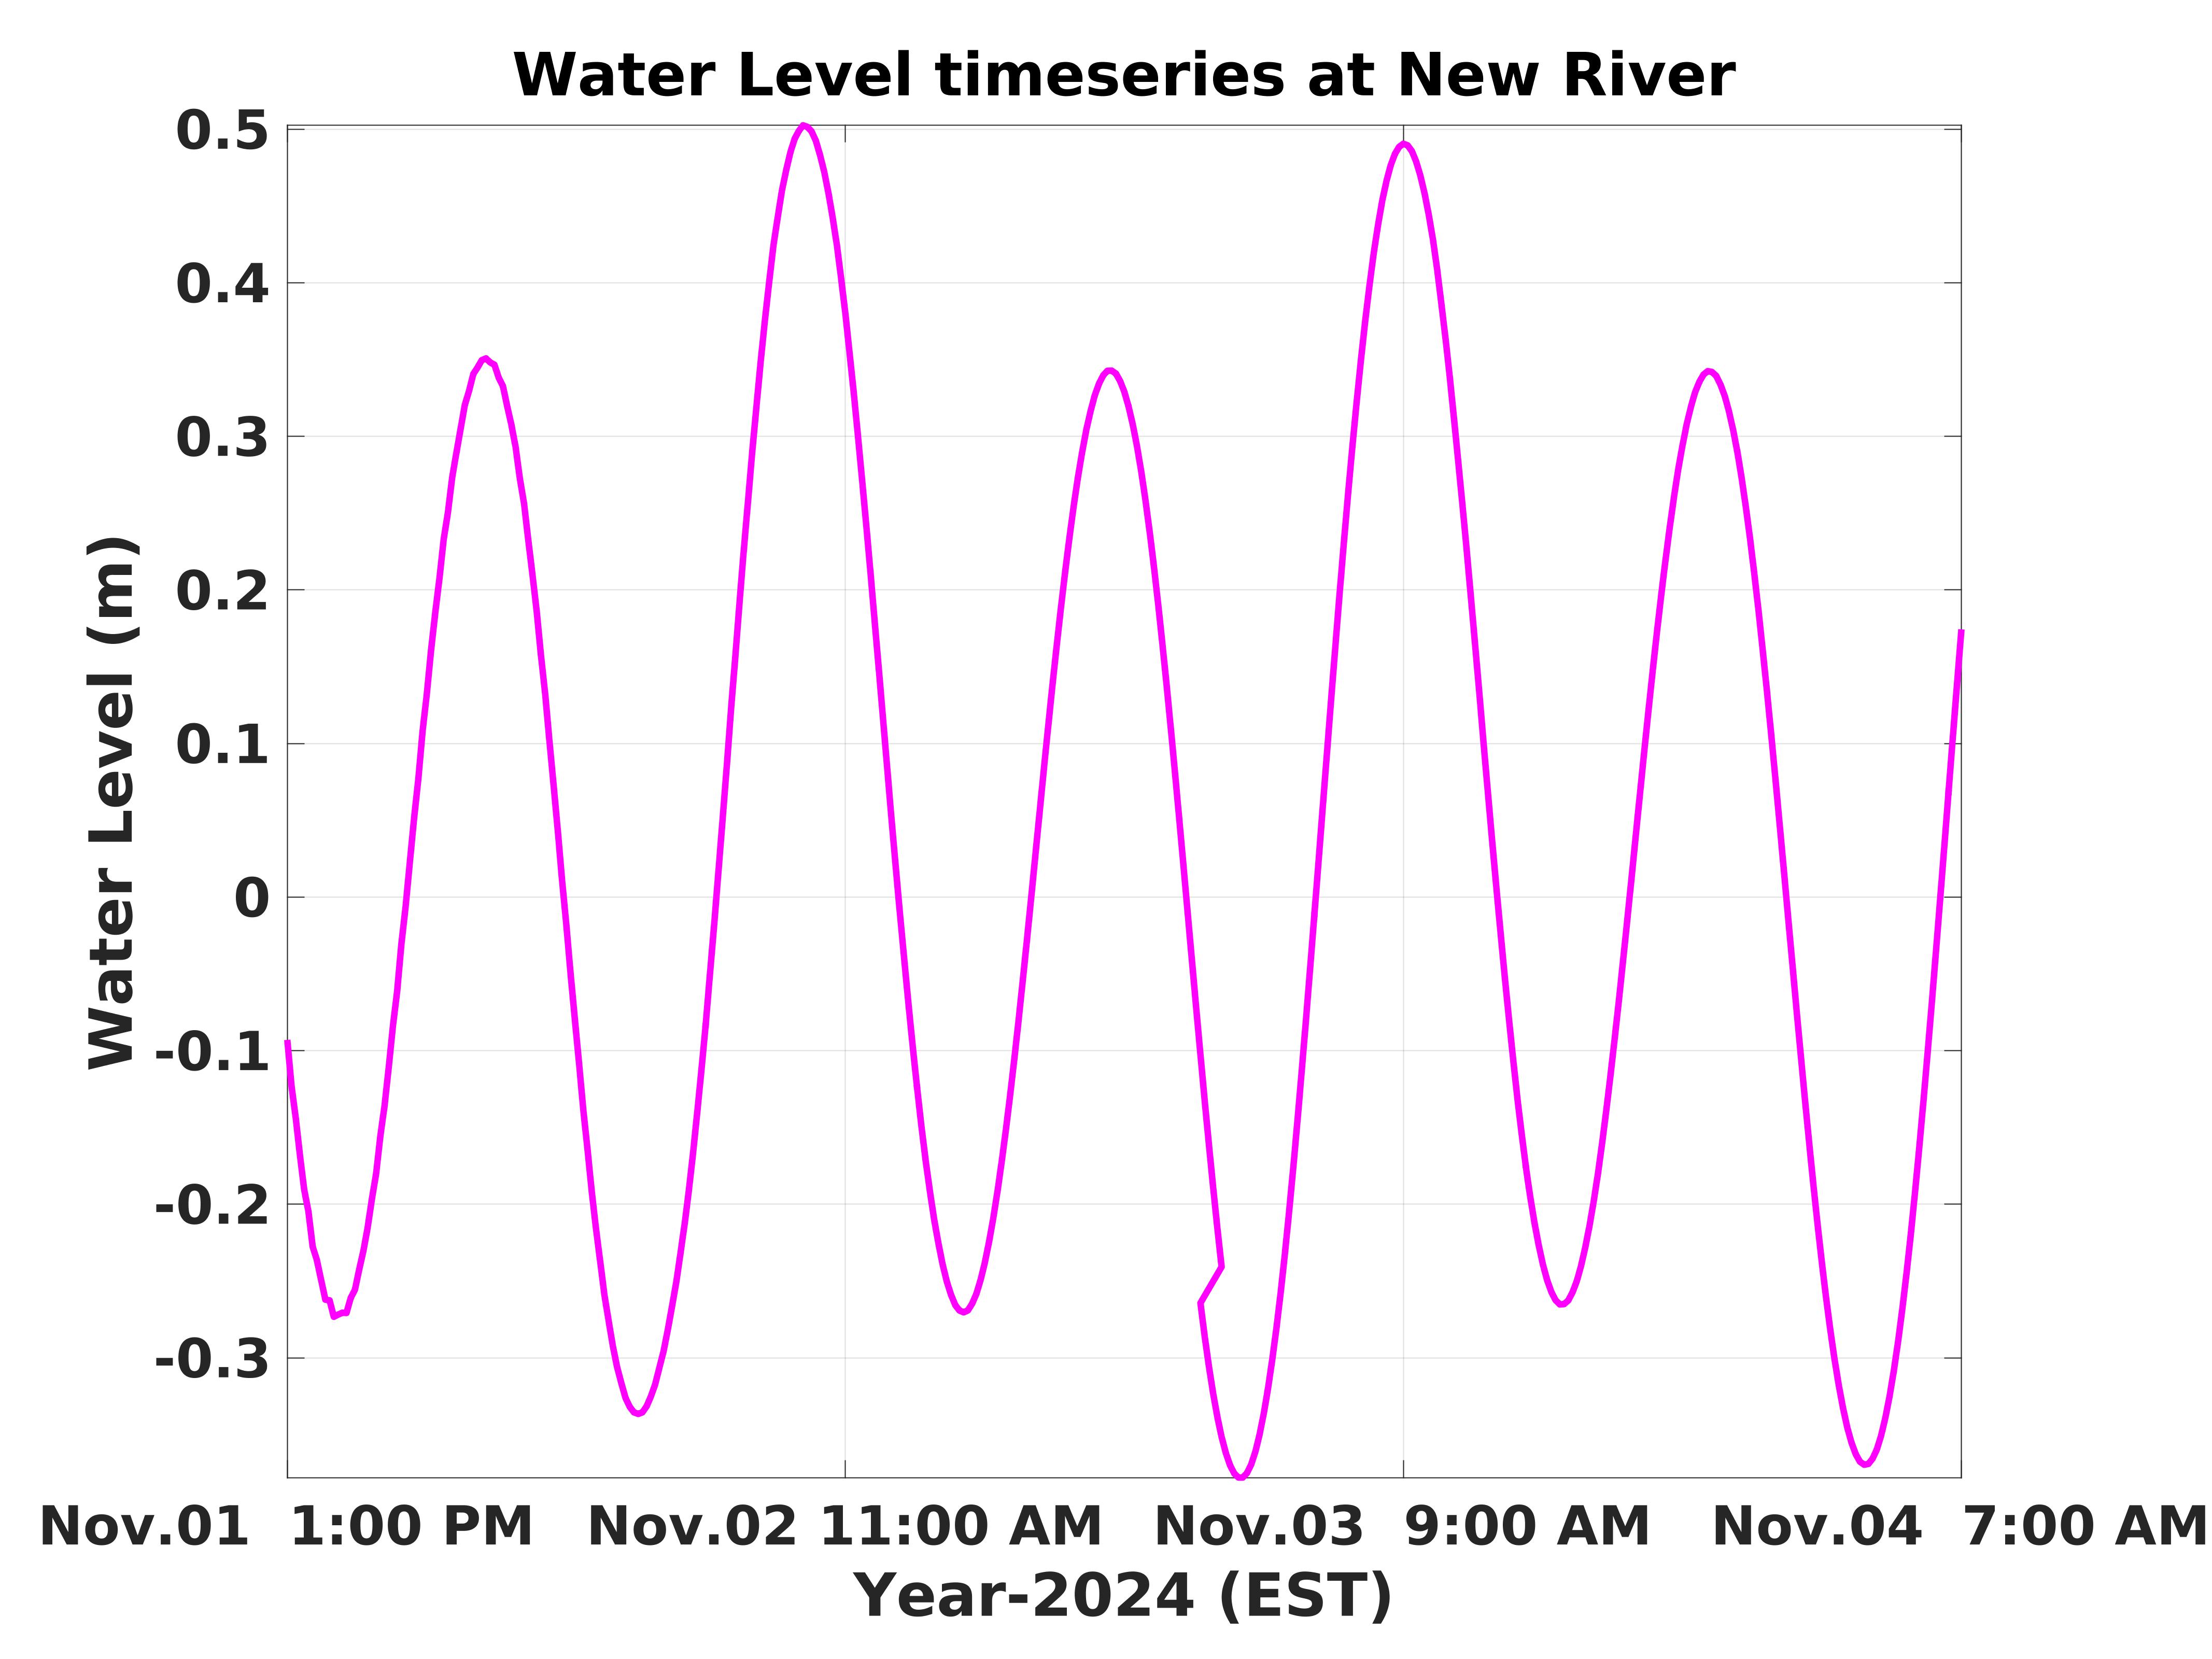 Water Level timeseries at New River
0.5
0.4
0.3
0.2
0.1
0
-0.1
-0.2
-0.3
Water Level (m)
Nov.01 1:00 PM Nov.02 11:00 AM Nov.03 9:00 AM Nov.04 7:00 AM
Year-2024 (EST)